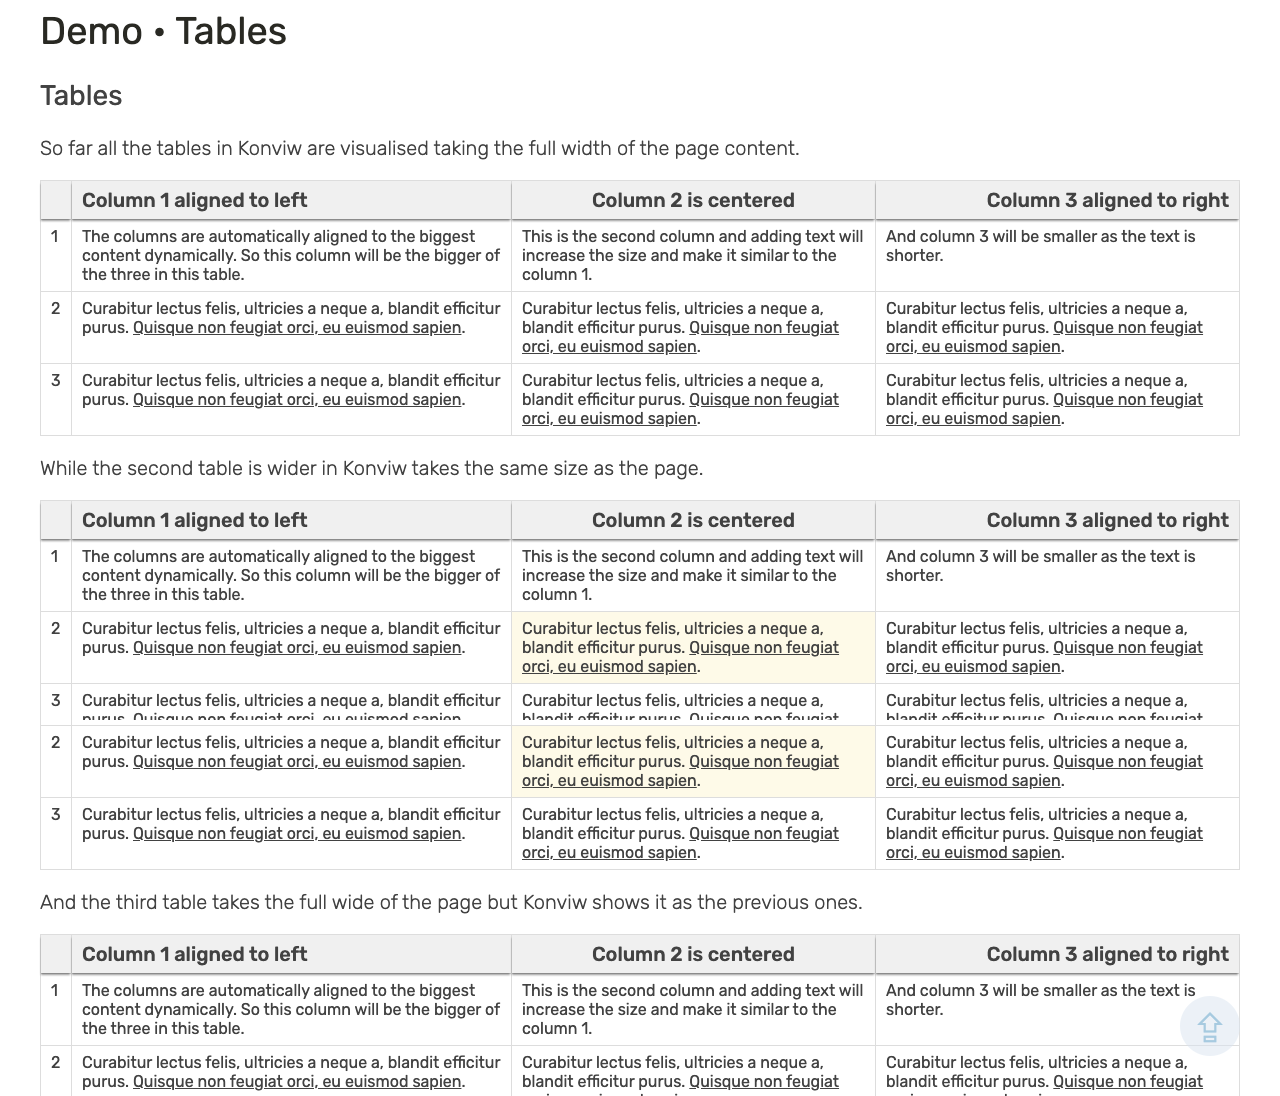 Demo • Tables
Tables
So far all the tables in Konviw are visualised taking the full width of the page content.
Column 1 aligned to left Column 2 is centered Column 3 aligned to right
1 The columns are automatically aligned to the biggest This is the second column and adding text will And column 3 will be smaller as the text is
content dynamically. So this column will be the bigger of increase the size and make it similar to the shorter.
the three in this table. column 1.
2 Curabitur lectus felis, ultricies a neque a, blandit efficitur Curabitur lectus felis, ultricies a neque a, Curabitur lectus felis, ultricies a neque a,
purus. Quisque non feugiat orci, eu euismod sapien. blandit efficitur purus. Quisque non feugiat blandit efficitur purus. Quisque non feugiat
orci, eu euismod sapien. orci, eu euismod sapien.
3 Curabitur lectus felis, ultricies a neque a, blandit efficitur Curabitur lectus felis, ultricies a neque a, Curabitur lectus felis, ultricies a neque a,
purus. Quisque non feugiat orci, eu euismod sapien. blandit efficitur purus. Quisque non feugiat blandit efficitur purus. Quisque non feugiat
orci, eu euismod sapien. orci, eu euismod sapien.
While the second table is wider in Konviw takes the same size as the page.
Column 1 aligned to left Column 2 is centered Column 3 aligned to right
1 The columns are automatically aligned to the biggest This is the second column and adding text will And column 3 will be smaller as the text is
content dynamically. So this column will be the bigger of increase the size and make it similar to the shorter.
the three in this table. column 1.
2 Curabitur lectus felis, ultricies a neque a, blandit efficitur Curabitur lectus felis, ultricies a neque a, Curabitur lectus felis, ultricies a neque a,
purus. Quisque non feugiat orci, eu euismod sapien. blandit efficitur purus. Quisque non feugiat blandit efficitur purus. Quisque non feugiat
orci, eu euismod sapien. orci, eu euismod sapien.
3 Curabitur lectus felis, ultricies a neque a, blandit efficitur Curabitur lectus felis, ultricies a neque a, Curabitur lectus felis, ultricies a neque a,
purus. Quisque non feugiat orci, eu euismod sapien blandit efficitur purus. Quisque non feugiat blandit efficitur purus. Quisque non feugiat
2 Curabitur lectus felis, ultricies a neque a, blandit efficitur Curabitur lectus felis, ultricies a neque a, Curabitur lectus felis, ultricies a neque a,
purus. Quisque non feugiat orci, eu euismod sapien. blandit efficitur purus. Quisque non feugiat blandit efficitur purus. Quisque non feugiat
orci, eu euismod sapien. orci, eu euismod sapien.
3 Curabitur lectus felis, ultricies a neque a, blandit efficitur Curabitur lectus felis, ultricies a neque a, Curabitur lectus felis, ultricies a neque a,
purus. Quisque non feugiat orci, eu euismod sapien. blandit efficitur purus. Quisque non feugiat blandit efficitur purus. Quisque non feugiat
orci, eu euismod sapien. orci, eu euismod sapien.
And the third table takes the full wide of the page but Konviw shows it as the previous ones.
Column 1 aligned to left Column 2 is centered Column 3 aligned to right
1 The columns are automatically aligned to the biggest This is the second column and adding text will And column 3 will be smaller as the text is
content dynamically. So this column will be the bigger of increase the size and make it similar to the shorter.
the three in this table. column 1.
2 Curabitur lectus felis, ultricies a neque a, blandit efficitur Curabitur lectus felis, ultricies a neque a, Curabitur lectus felis, ultricies a neque a,
purus. Quisque non feugiat orci, eu euismod sapien. blandit efficitur purus. Quisque non feugiat blandit efficitur purus. Quisque non feugiat